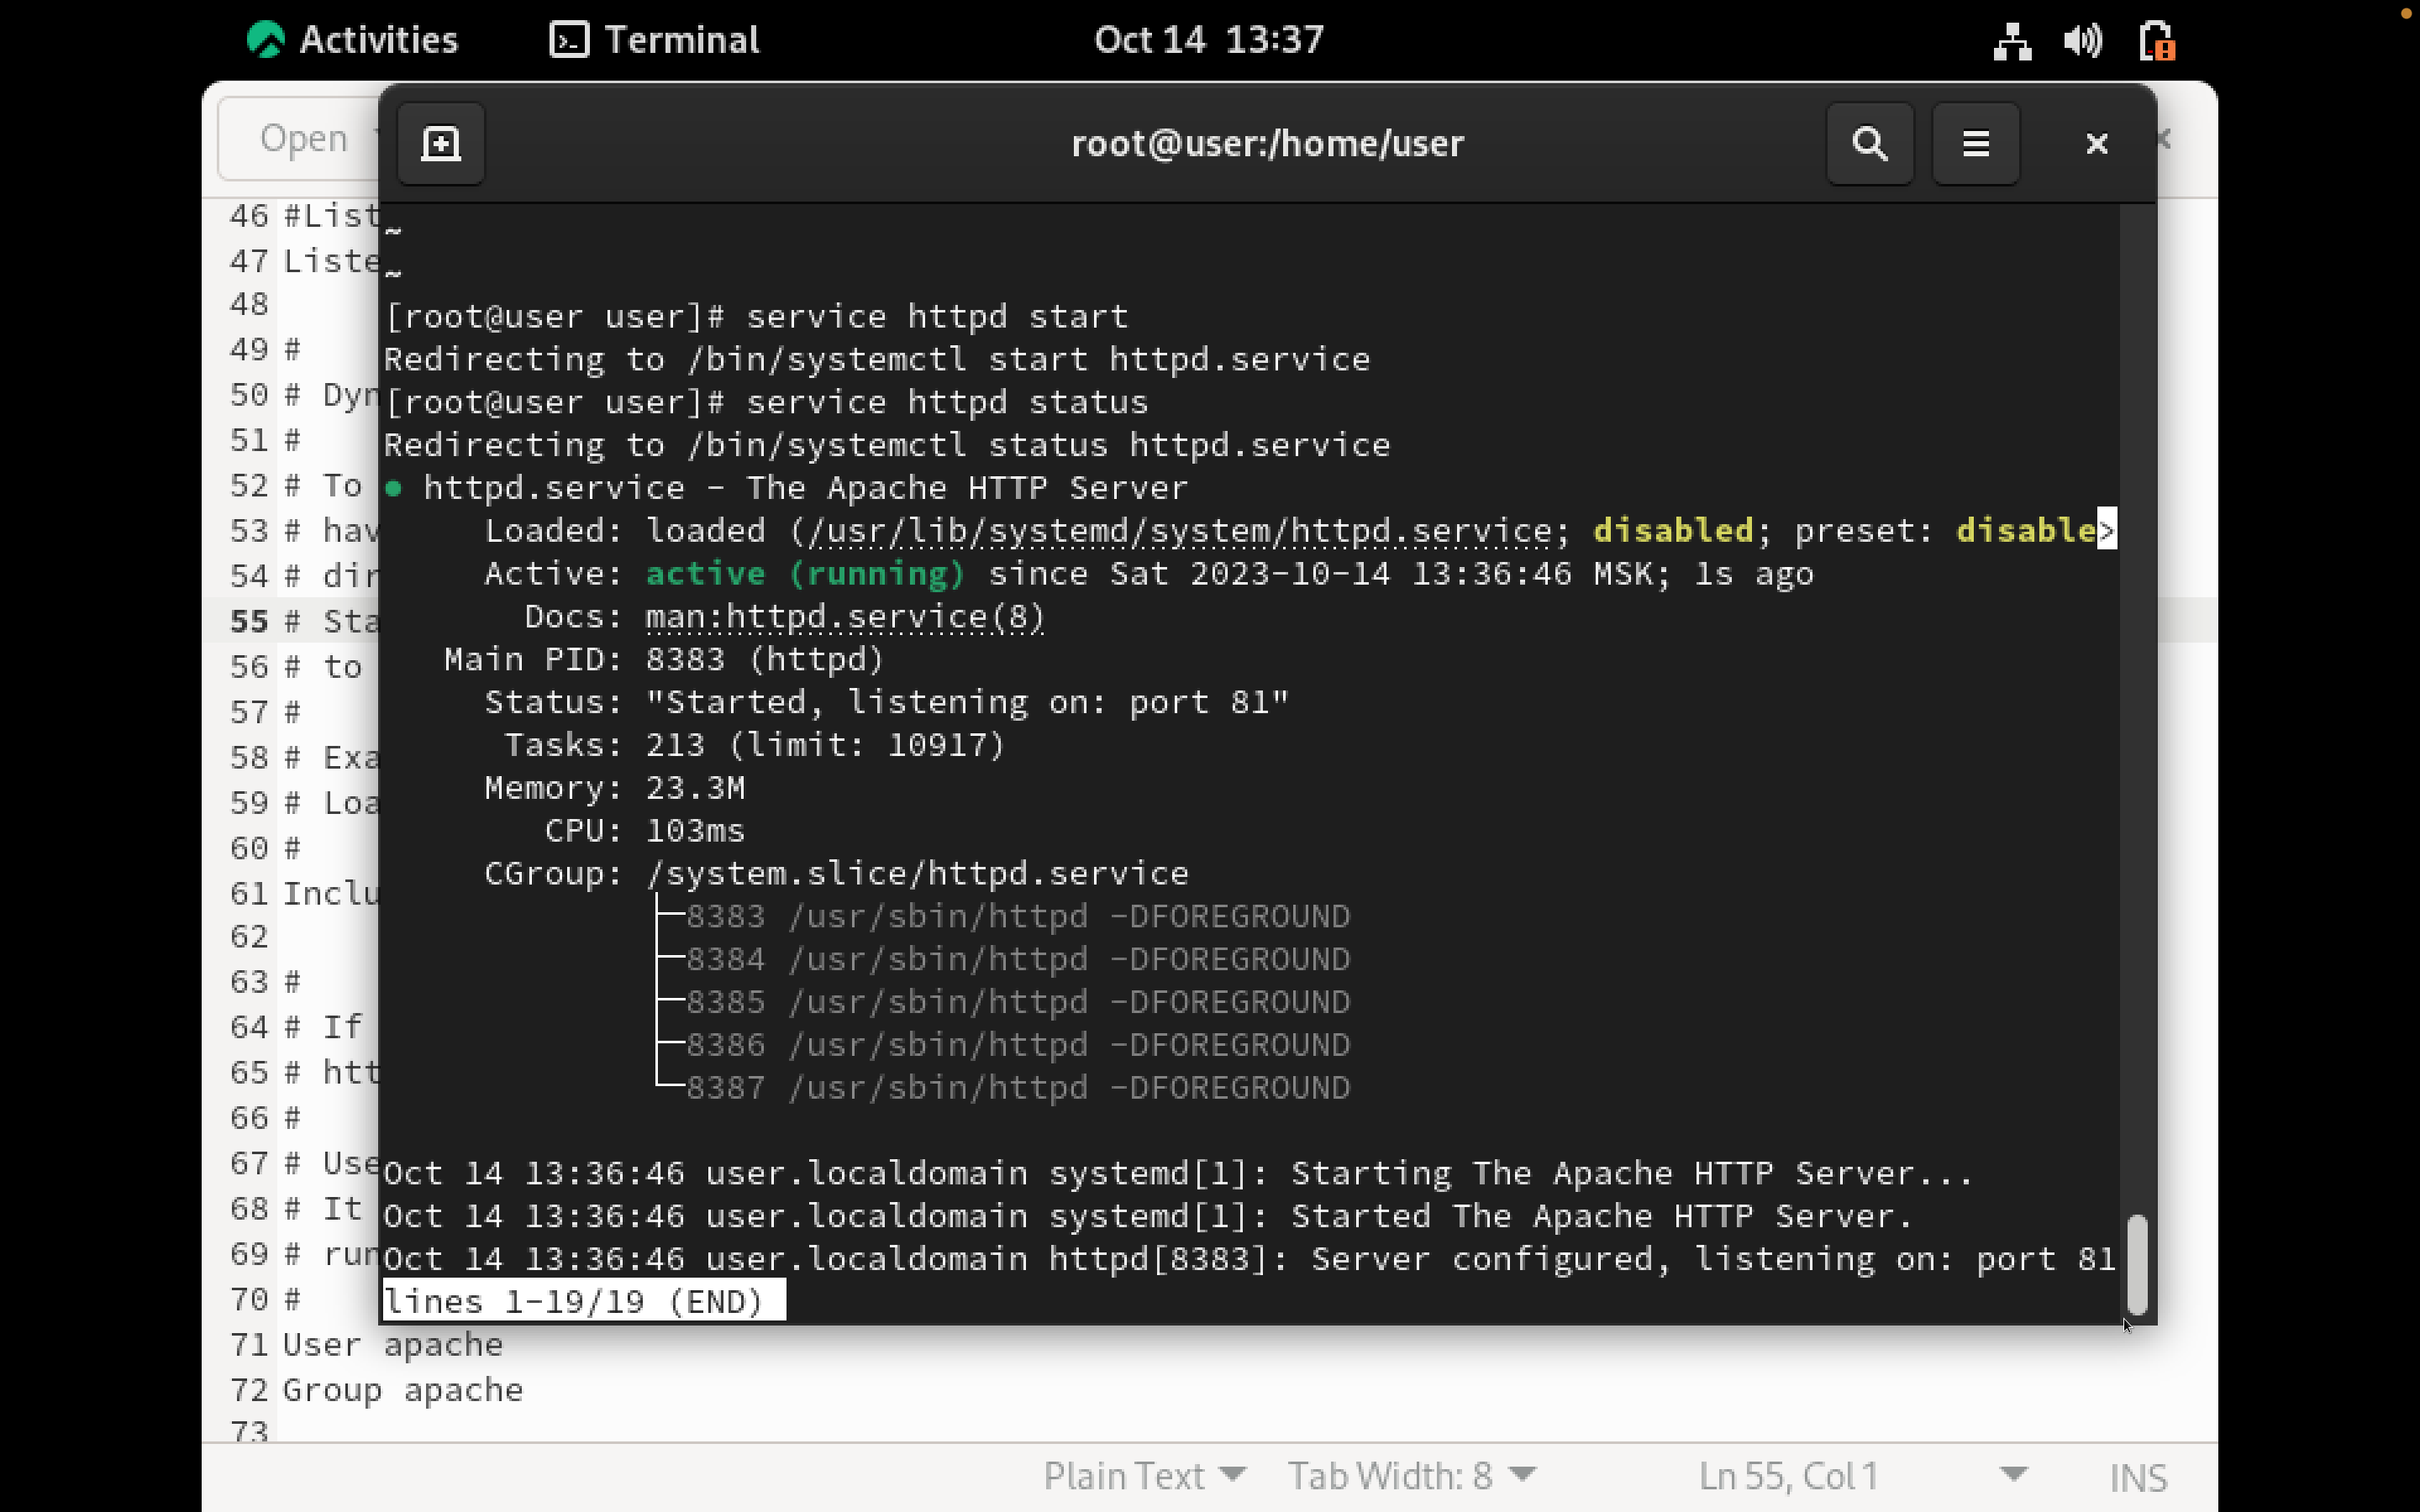 Activities Terminal Oct 14 13:37
Open
root@user:/home/user
46 #List
47 Liste
48
49 #
50 # Dyn
51 #
52 # To
53 # hav
54 # dir
55 # Sta
56 # to
57 #
58 # Exa
59 # Loa
60 #
61 Inclu
62
63 #
64 # If
65 # htt
66 #
67 # Use
68 # It
69 # run
70 #
71 User apache
72 Group apache
73
~
~
[root@user user]# service httpd start
Redirecting to /bin/systemctl start httpd.service
[root@user user]# service httpd status
Redirecting to /bin/systemctl status httpd.service
● httpd.service - The Apache HTTP Server
Loaded: loaded (/usr/lib/systemd/system/httpd.service; disabled; preset: disable>
Active: active (running) since Sat 2023-10-14 13:36:46 MSK; 1s ago
Docs: man:httpd.service(8)
Main PID: 8383 (httpd)
Status: "Started, listening on: port 81"
Tasks: 213 (limit: 10917)
Memory: 23.3M
CPU: 103ms
CGroup: /system.slice/httpd.service
├─8383 /usr/sbin/httpd -DFOREGROUND
├─8384 /usr/sbin/httpd -DFOREGROUND
├─8385 /usr/sbin/httpd -DFOREGROUND
├─8386 /usr/sbin/httpd -DFOREGROUND
└─8387 /usr/sbin/httpd -DFOREGROUND
Oct 14 13:36:46 user.localdomain systemd[1]: Starting The Apache HTTP Server...
Oct 14 13:36:46 user.localdomain systemd[1]: Started The Apache HTTP Server.
Oct 14 13:36:46 user.localdomain httpd[8383]: Server configured, listening on: port 81
lines 1-19/19 (END)
Plain Text Tab Width: 8 Ln 55, Col 1 INS